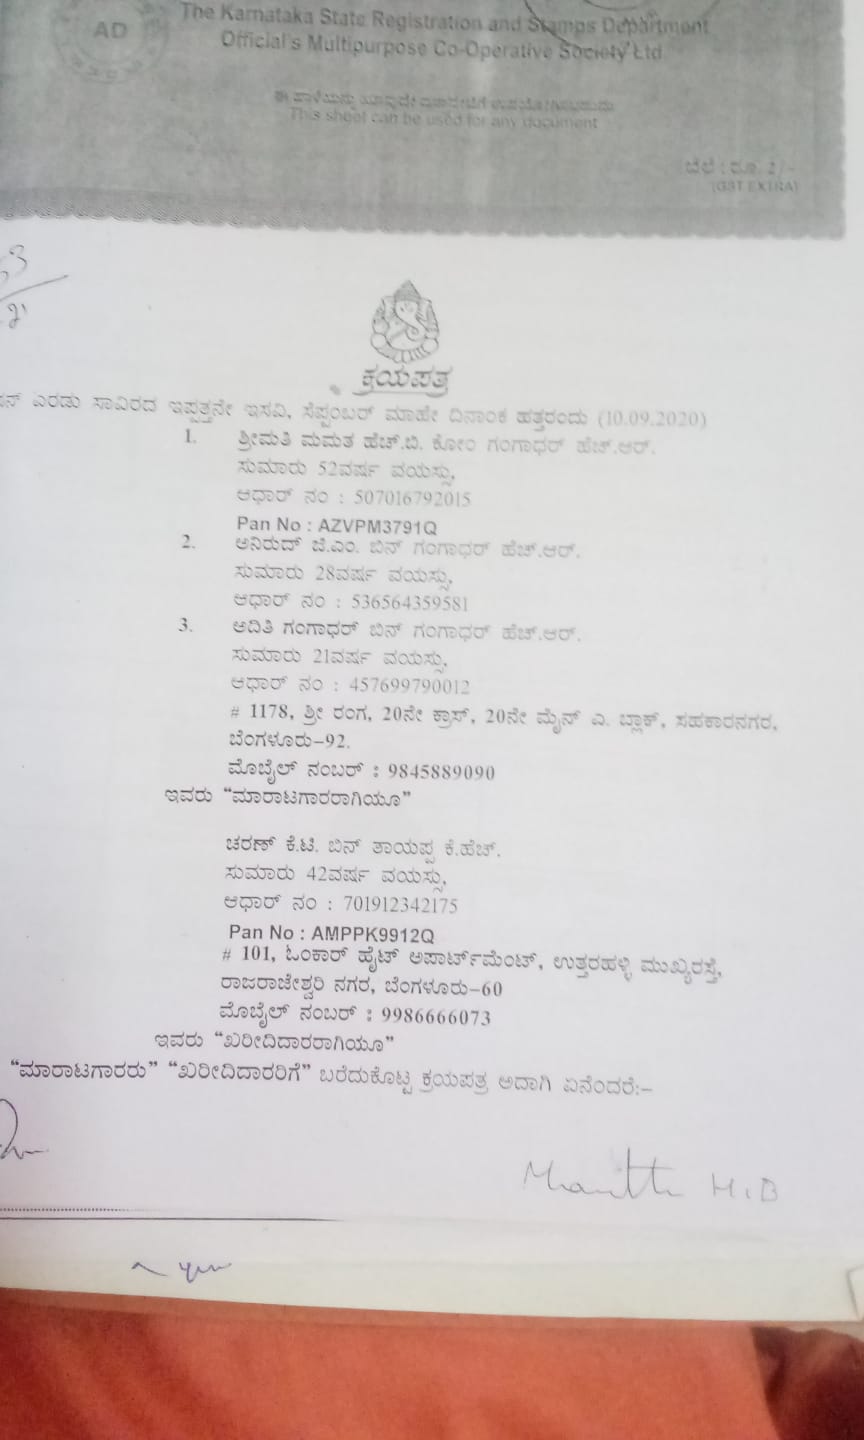 AD
The Karnataka State Registration and Stamps Department
Official's Multipurpose Co-Operative Society Ltd
ಈ ಹಾಳೆಯನ್ನು ಯಾವುದೇ
This sheet can be used for any document
ಬೆಲೆ : ರೂ. 2/-
(GST EXTRA)
ಕ್ರಯಪತ್ರ
ಎರಡು ಸಾವಿರದ ಇಪ್ಪತ್ತನೇ ಇಸವಿ, ಸೆಪ್ಟಂಬರ್ ಮಾಹೇ ದಿನಾಂಕ ಹತ್ತರಂದು (10.09.2020)
1. ಶ್ರೀಮತಿ ಮಮತ ಹೆಚ್.ಬಿ. ಕೋಂ ಗಂಗಾಧರ್ ಹೆಚ್.ಆರ್.
ಸುಮಾರು 52ವರ್ಷ ವಯಸ್ಸು,
ಆಧಾರ್ ನಂ : 507016792015
Pan No : AZVPM3791Q
2. ಅನಿರುದ್ ಜಿ.ಎಂ. ಬಿನ್ ಗಂಗಾಧರ್ ಹೆಚ್.ಆರ್.
ಸುಮಾರು 28ವರ್ಷ ವಯಸ್ಸು,
ಆಧಾರ್ ನಂ : 536564359581
3. ಅದಿತಿ ಗಂಗಾಧರ್ ಬಿನ್ ಗಂಗಾಧರ್ ಹೆಚ್.ಆರ್.
ಸುಮಾರು 21ವರ್ಷ ವಯಸ್ಸು,
ಆಧಾರ್ ನಂ : 457699790012
# 1178, ಶ್ರೀ ರಂಗ, 20ನೇ ಕ್ರಾಸ್, 20ನೇ ಮೈನ್ ಎ. ಬ್ಲಾಕ್, ಸಹಕಾರನಗರ,
ಬೆಂಗಳೂರು-92.
ಮೊಬೈಲ್ ನಂಬರ್ : 9845889090
ಇವರು “ಮಾರಾಟಗಾರರಾಗಿಯೂ”
ಚರಣ್ ಕೆ.ಟಿ. ಬಿನ್ ತಾಯಪ್ಪ ಕೆ.ಹೆಚ್.
ಸುಮಾರು 42ವರ್ಷ ವಯಸ್ಸು,
ಆಧಾರ್ ನಂ : 701912342175
Pan No : AMPPK9912Q
# 101, ಓಂಕಾರ್ ಹೈಟ್ ಅಪಾರ್ಟ್‌ಮೆಂಟ್, ಉತ್ತರಹಳ್ಳಿ ಮುಖ್ಯರಸ್ತೆ,
ರಾಜರಾಜೇಶ್ವರಿ ನಗರ, ಬೆಂಗಳೂರು-60
ಮೊಬೈಲ್ ನಂಬರ್ : 9986666073
ಇವರು “ಖರೀದಿದಾರರಾಗಿಯೂ”
“ಮಾರಾಟಗಾರರು” “ಖರೀದಿದಾರರಿಗೆ” ಬರೆದುಕೊಟ್ಟ ಕ್ರಯಪತ್ರ ಅದಾಗಿ ಏನೆಂದರೆ:-
H.B